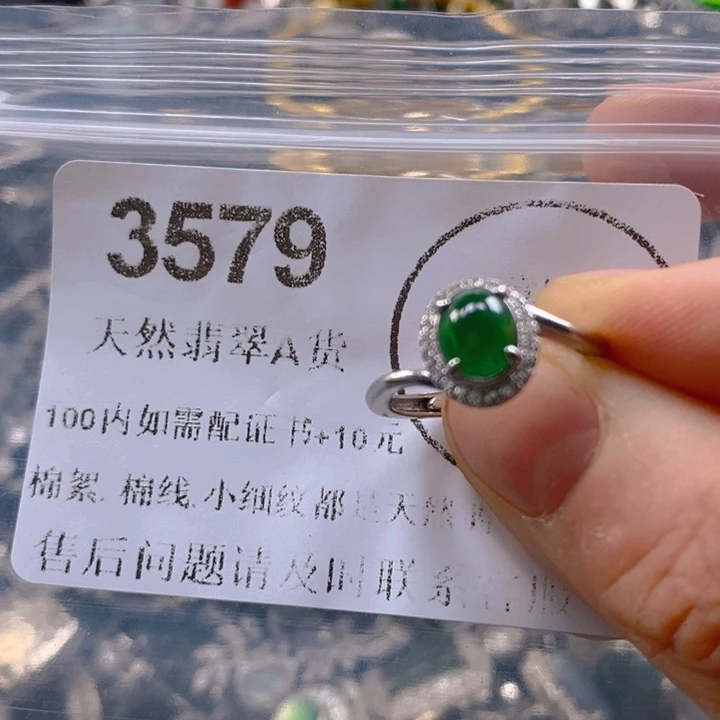 3579
天然翡翠A货
100内如需配证书+10元
棉絮.棉线.小细纹都是天然
售后问题请及时联系客服